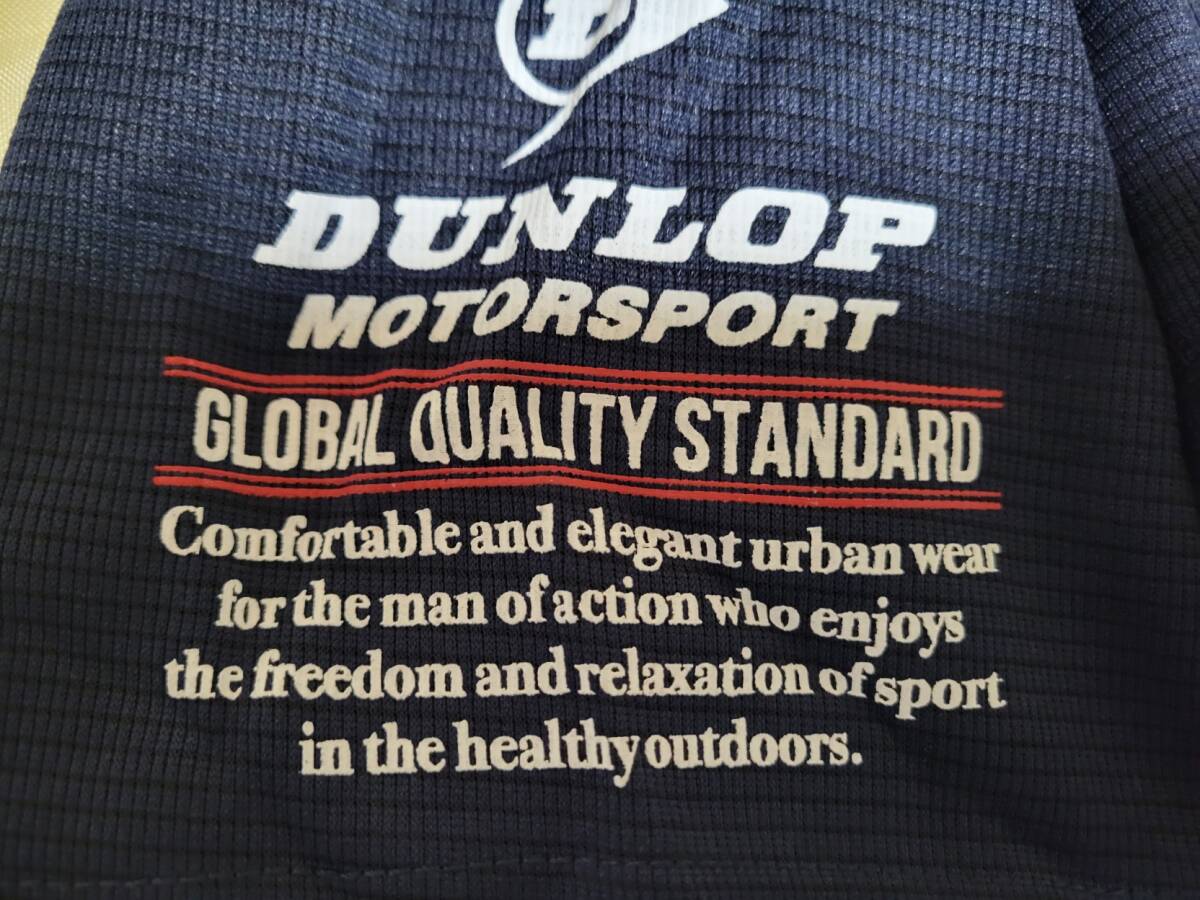 D
DUNLOP
MOTORSPORT
GLOBAL QUALITY STANDARD
Comfortable and elegant urban wear
for the man of action who enjoys
the freedom and relaxation of sport
in the healthy outdoors.